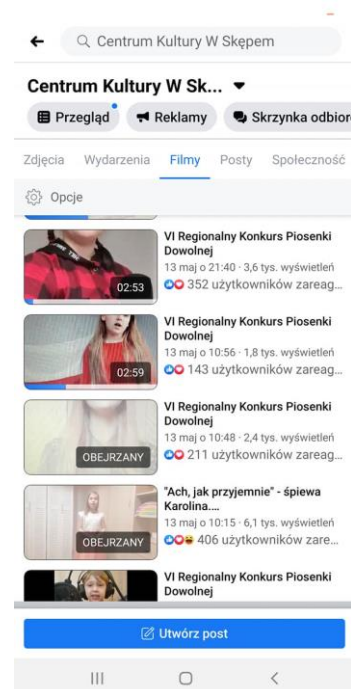 Centrum Kultury W Skępem
Centrum Kultury W Sk...
Przegląd Reklamy Skrzynka odbior
Zdjęcia Wydarzenia Filmy Posty Społeczność
Opcje
VI Regionalny Konkurs Piosenki
Dowolnej
13 maj o 21:40 · 3,6 tys. wyświetleń
352 użytkowników zareag...
02:53
VI Regionalny Konkurs Piosenki
Dowolnej
13 maj o 10:56 · 1,8 tys. wyświetleń
143 użytkowników zareag...
02:59
VI Regionalny Konkurs Piosenki
Dowolnej
13 maj o 10:48 · 2,4 tys. wyświetleń
211 użytkowników zareag...
OBEJRZANY
"Ach, jak przyjemnie" - śpiewa
Karolina....
13 maj o 10:15 · 6,1 tys. wyświetleń
406 użytkowników zare...
OBEJRZANY
VI Regionalny Konkurs Piosenki
Dowolnej
Utwórz post